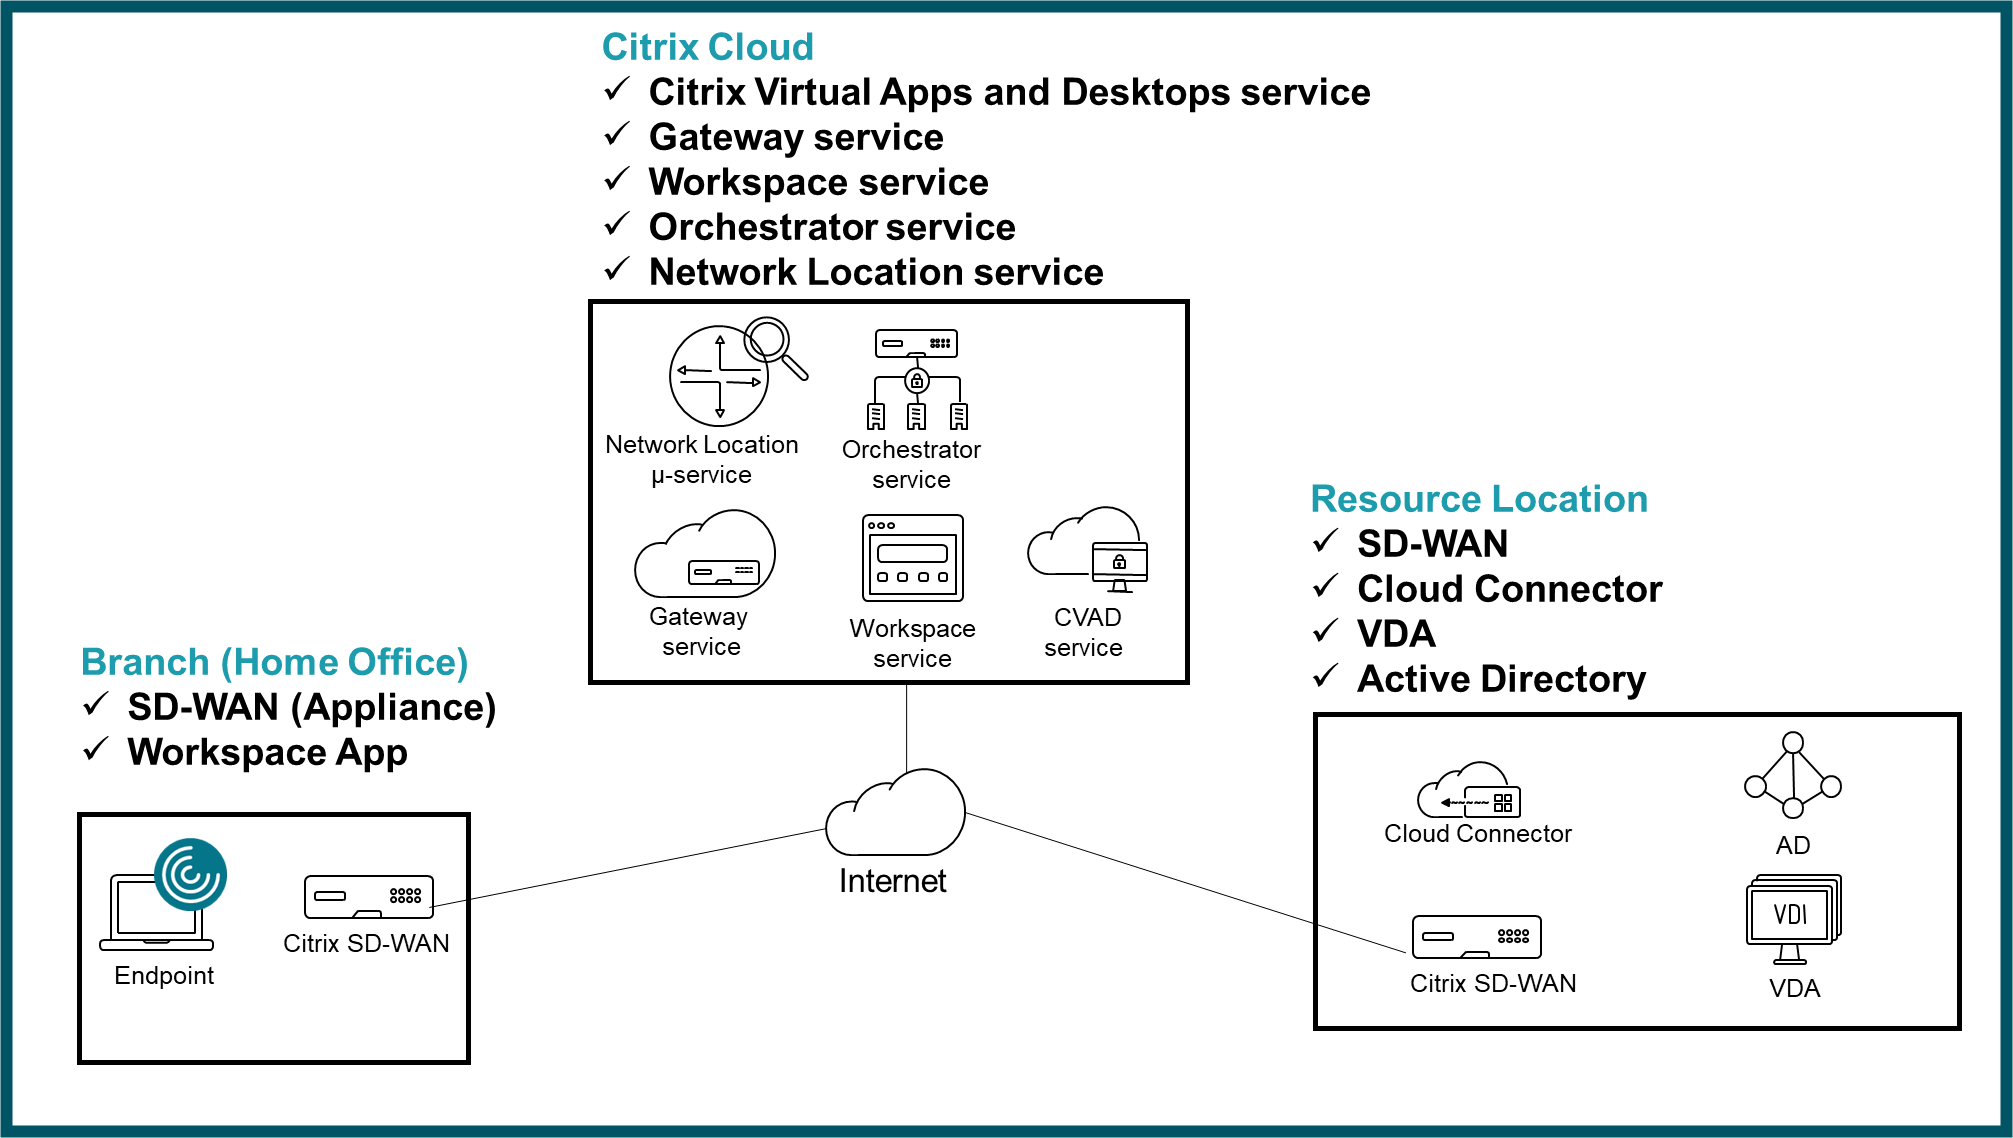 Citrix Cloud
✓ Citrix Virtual Apps and Desktops service
✓ Gateway service
✓ Workspace service
✓ Orchestrator service
✓ Network Location service
Network Location
µ-service
Orchestrator
service
Gateway
service
Workspace
service
CVAD
service
Branch (Home Office)
✓ SD-WAN (Appliance)
✓ Workspace App
Endpoint
Citrix SD-WAN
Internet
Resource Location
✓ SD-WAN
✓ Cloud Connector
✓ VDA
✓ Active Directory
Cloud Connector
AD
Citrix SD-WAN
VDI
VDA